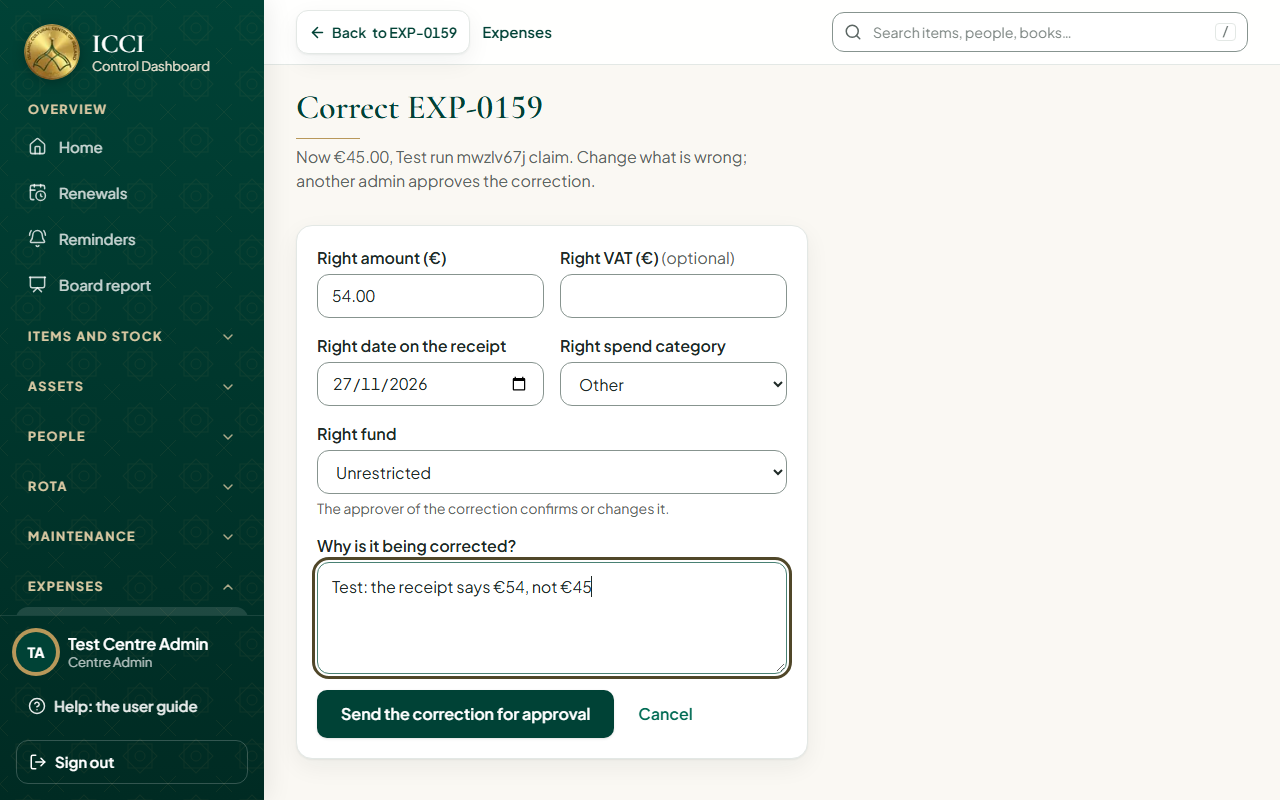 ICCI
Control Dashboard
OVERVIEW
Home
Renewals
Reminders
Board report
ITEMS AND STOCK
ASSETS
PEOPLE
ROTA
MAINTENANCE
EXPENSES
TA
Test Centre Admin
Centre Admin
Help: the user guide
Sign out
Back to EXP-0159
Expenses
Search items, people, books...
/
Correct EXP-0159
Now €45.00, Test run mwzlv67j claim. Change what is wrong;
another admin approves the correction.
Right amount (€)
Right VAT (€) (optional)
54.00
Right date on the receipt
Right spend category
27/11/2026
Other
Right fund
Unrestricted
The approver of the correction confirms or changes it.
Why is it being corrected?
Test: the receipt says €54, not €45
Send the correction for approval
Cancel